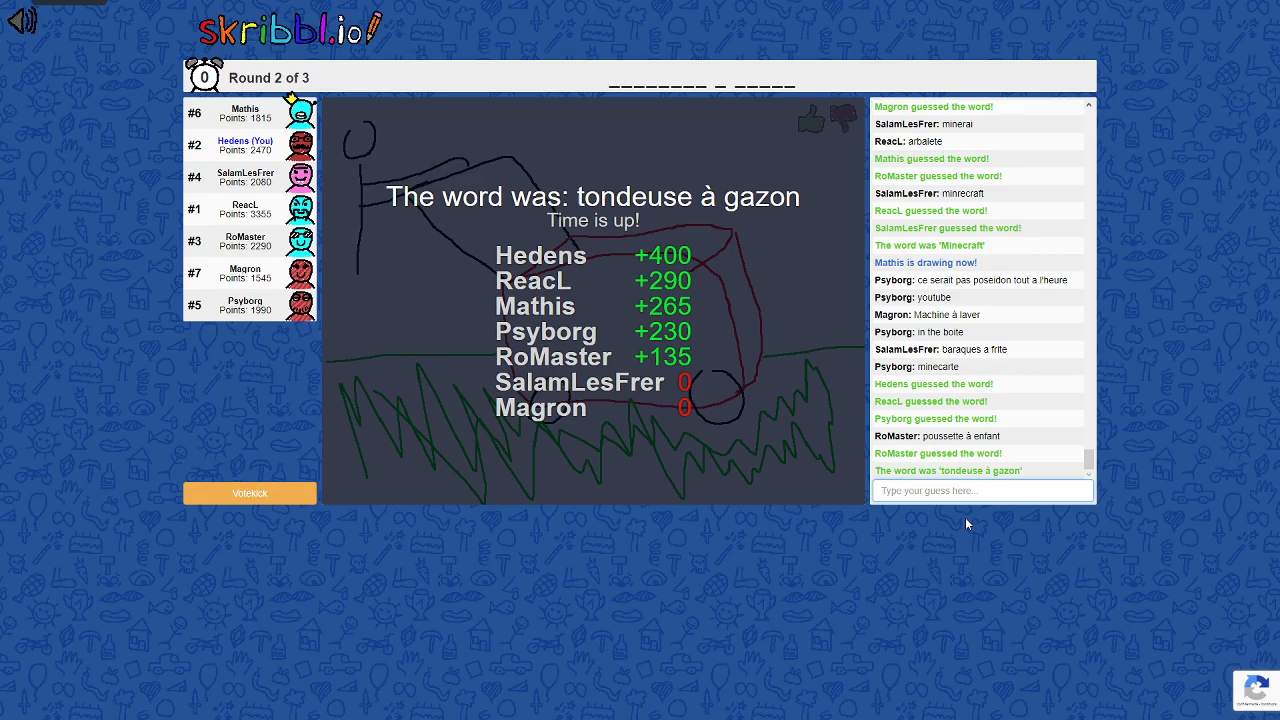 skribbl.io
0
Round 2 of 3
________ _ _____
#6
Mathis
Points: 1815
#2
Hedens (You)
Points: 2470
#4
SalamLesFrer
Points: 2080
#1
ReacL
Points: 3355
#3
RoMaster
Points: 2290
#7
Magron
Points: 1545
#5
Psyborg
Points: 1990
Votekick
The word was: tondeuse à gazon
Time is up!
Hedens +400
ReacL +290
Mathis +265
Psyborg +230
RoMaster +135
SalamLesFrer 0
Magron 0
Magron guessed the word!
SalamLesFrer: minerai
ReacL: arbalete
Mathis guessed the word!
RoMaster guessed the word!
SalamLesFrer: minrecraft
ReacL guessed the word!
SalamLesFrer guessed the word!
The word was 'Minecraft'
Mathis is drawing now!
Psyborg: ce serait pas poseidon tout a l'heure
Psyborg: youtube
Magron: Machine à laver
Psyborg: in the boite
SalamLesFrer: baraques a frite
Psyborg: minecarte
Hedens guessed the word!
ReacL guessed the word!
Psyborg guessed the word!
RoMaster: poussette à enfant
RoMaster guessed the word!
The word was 'tondeuse à gazon'
Type your guess here...